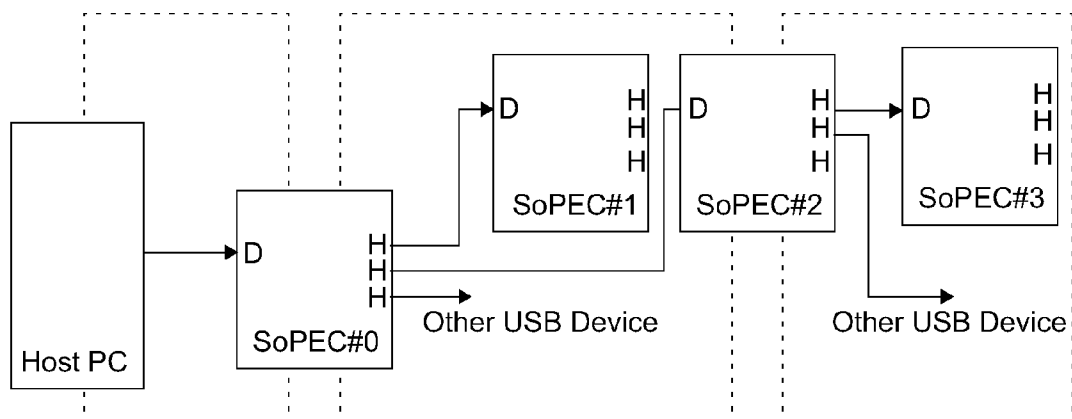 D H D H D H
H H H
H H H
SoPEC#1 SoPEC#2 SoPEC#3
D H
H
H Other USB Device Other USB Device
SoPEC#0
Host PC